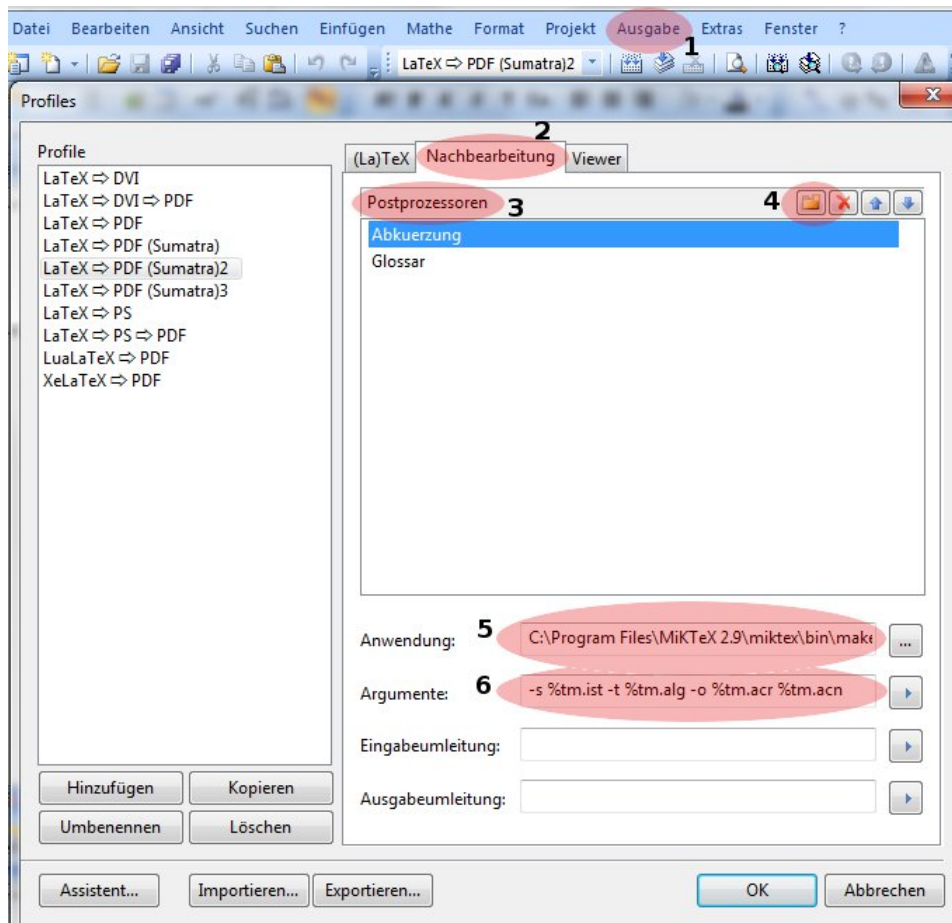 Datei Bearbeiten Ansicht Suchen Einfügen Mathe Format Projekt Ausgabe Extras Fenster ?
1
LaTeX ⇨ PDF (Sumatra)2
Profiles
2
Profile
(La)TeX Nachbearbeitung Viewer
LaTeX ⇨ DVI
LaTeX ⇨ DVI ⇨ PDF
LaTeX ⇨ PDF
LaTeX ⇨ PDF (Sumatra)
LaTeX ⇨ PDF (Sumatra)2
LaTeX ⇨ PDF (Sumatra)3
LaTeX ⇨ PS
LaTeX ⇨ PS ⇨ PDF
LuaLaTeX ⇨ PDF
XeLaTeX ⇨ PDF
Postprozessoren 3 4
Abkuerzung
Glossar
Anwendung: 5 C:\Program Files\MiKTeX 2.9\miktex\bin\make ...
Argumente: 6 -s %tm.ist -t %tm.alg -o %tm.acr %tm.acn
Eingabeumleitung:
Ausgabeumleitung:
Hinzufügen Kopieren
Umbenennen Löschen
Assistent... Importieren... Exportieren... OK Abbrechen